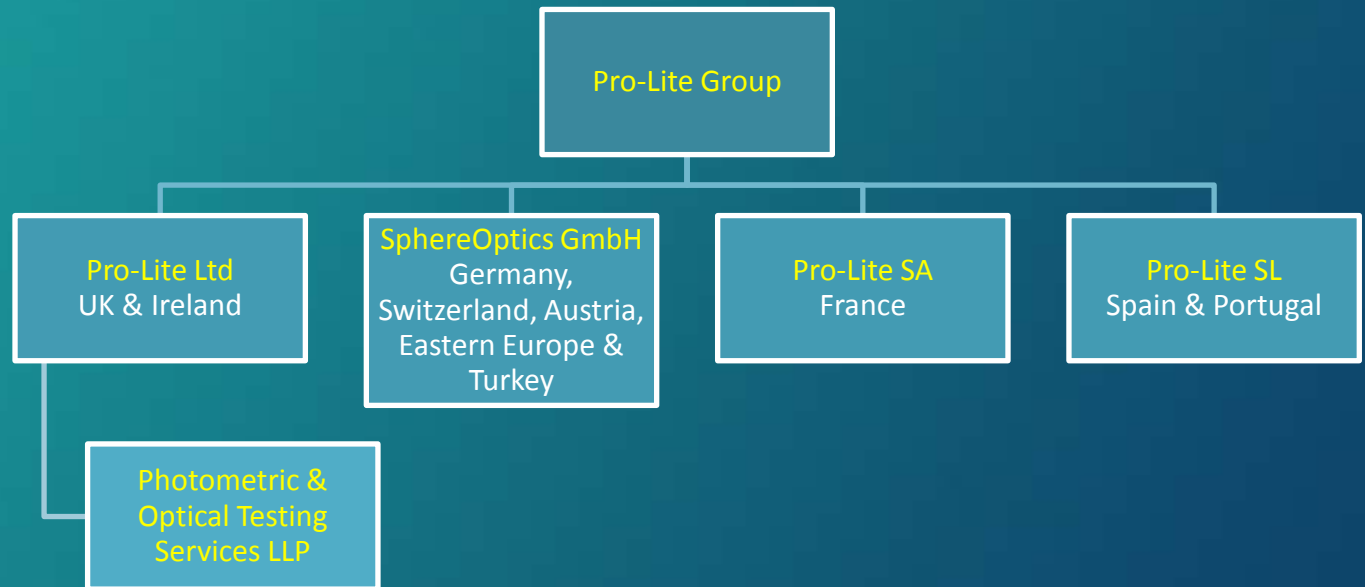 Pro-Lite Group
Pro-Lite Ltd
UK & Ireland
SphereOptics GmbH
Germany,
Switzerland, Austria,
Eastern Europe &
Turkey
Pro-Lite SA
France
Pro-Lite SL
Spain & Portugal
Photometric &
Optical Testing
Services LLP